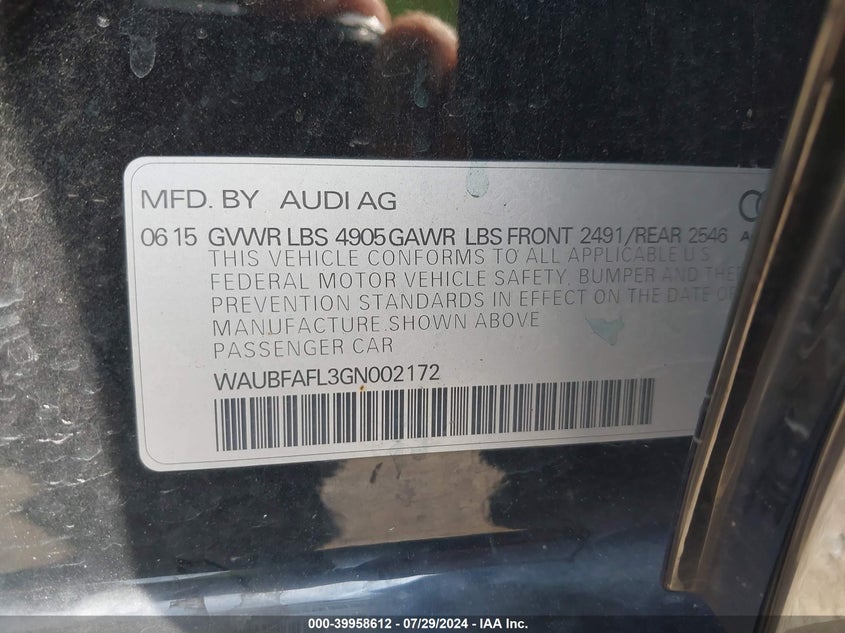 MFD. BY AUDI AG
06 15 GVWR LBS 4905 GAWR LBS FRONT 2491/REAR 2546
THIS VEHICLE CONFORMS TO ALL APPLICABLE U.S
FEDERAL MOTOR VEHICLE SAFETY, BUMPER AND
PREVENTION STANDARDS IN EFFECT ON THE DATE
MANUFACTURE.SHOWN ABOVE
PASSENGER CAR
WAUBFAFL3GN002172
000-39958612 - 07/29/2024 - IAA Inc.